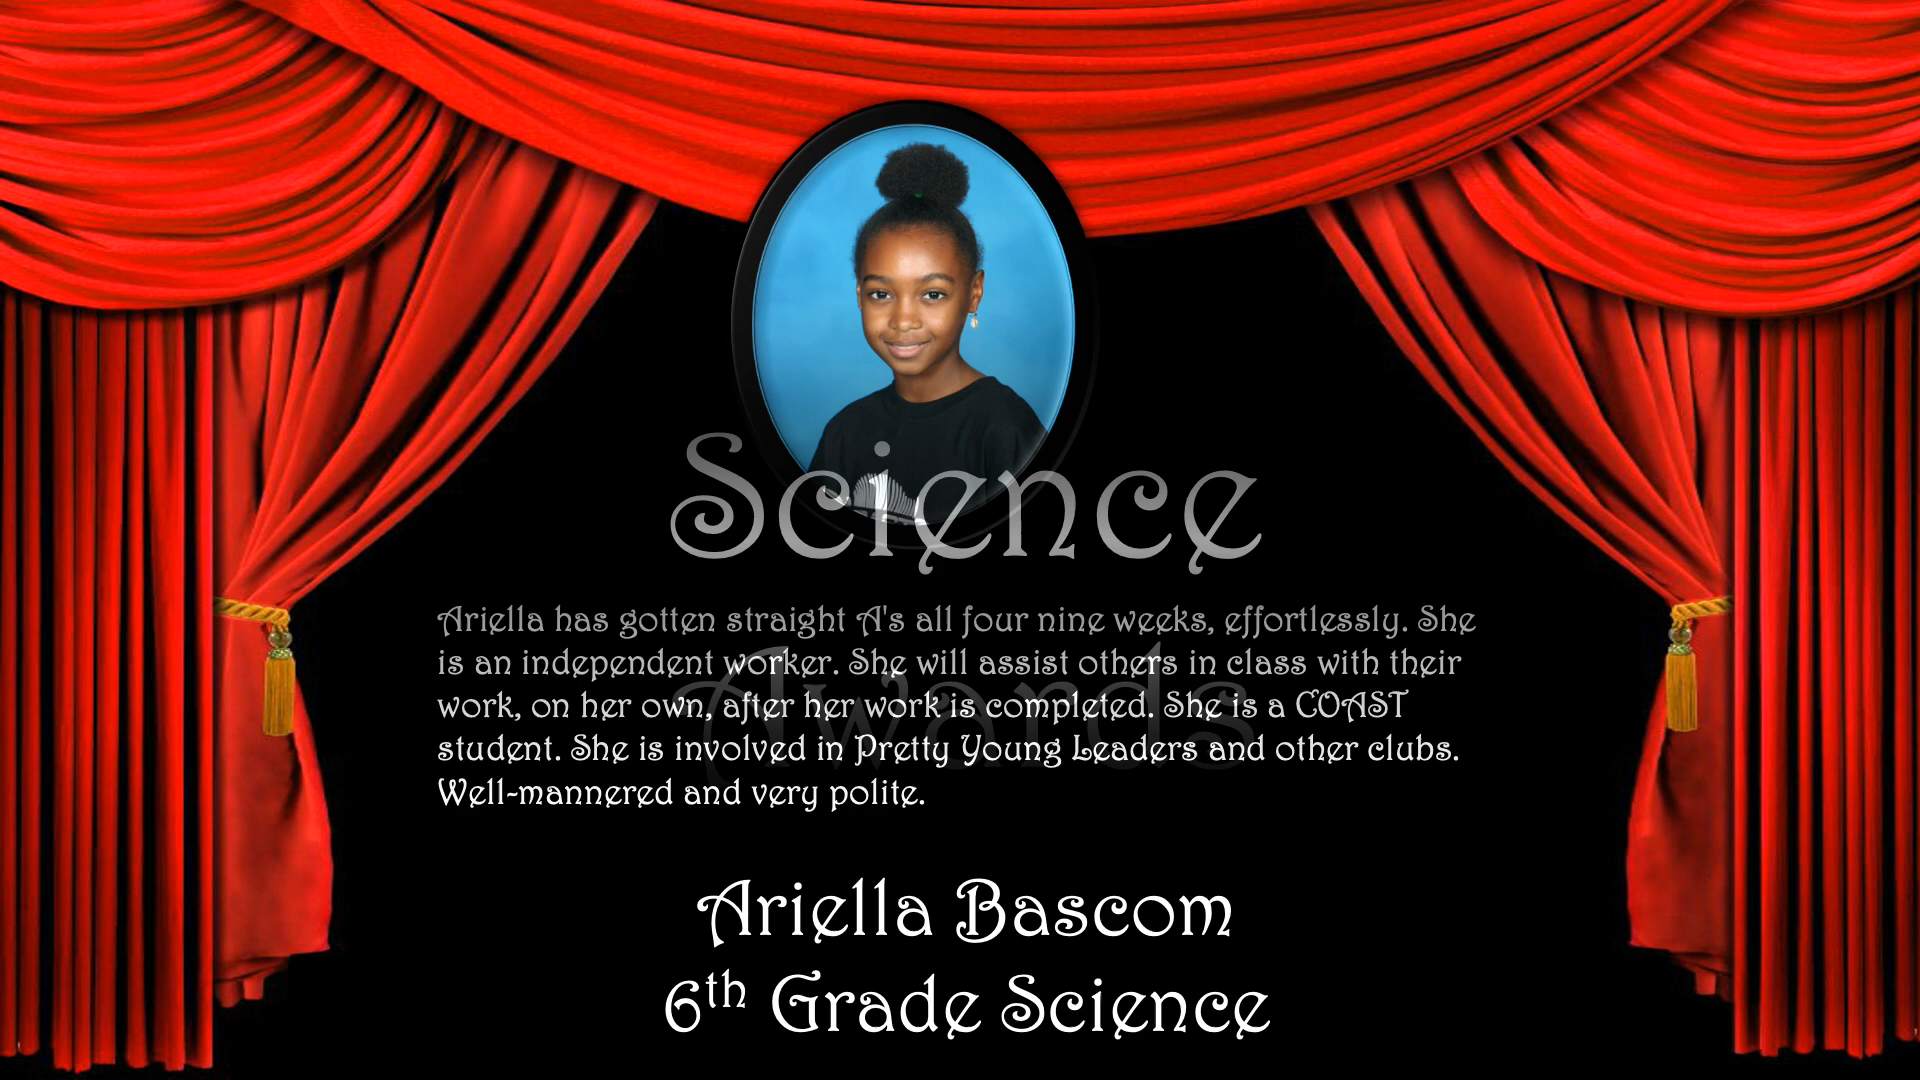 Science
Awards
Ariella has gotten straight A's all four nine weeks, effortlessly. She
is an independent worker. She will assist others in class with their
work, on her own, after her work is completed. She is a COAST
student. She is involved in Pretty Young Leaders and other clubs.
Well-mannered and very polite.
Ariella Bascom
6th Grade Science